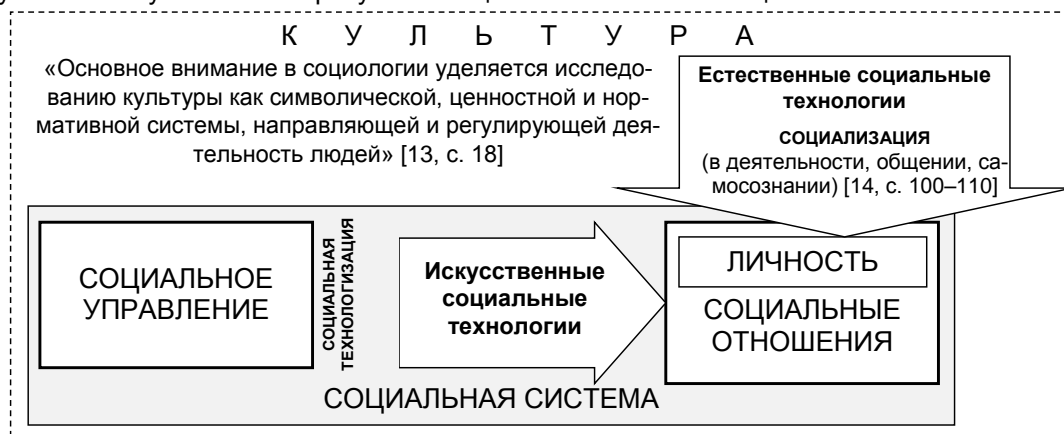 К У Л Ь Т У Р А
«Основное внимание в социологии уделяется исследо-
ванию культуры как символической, ценностной и нор-
мативной системы, направляющей и регулирующей дея-
тельность людей» [13, с. 18]
Естественные социальные
технологии
СОЦИАЛИЗАЦИЯ
(в деятельности, общении, са-
мосознании) [14, с. 100–110]
СОЦИАЛЬНОЕ
УПРАВЛЕНИЕ
СОЦИАЛЬНАЯ
ТЕХНОЛОГИЗАЦИЯ
Искусственные
социальные
технологии
ЛИЧНОСТЬ
СОЦИАЛЬНЫЕ
ОТНОШЕНИЯ
СОЦИАЛЬНАЯ СИСТЕМА